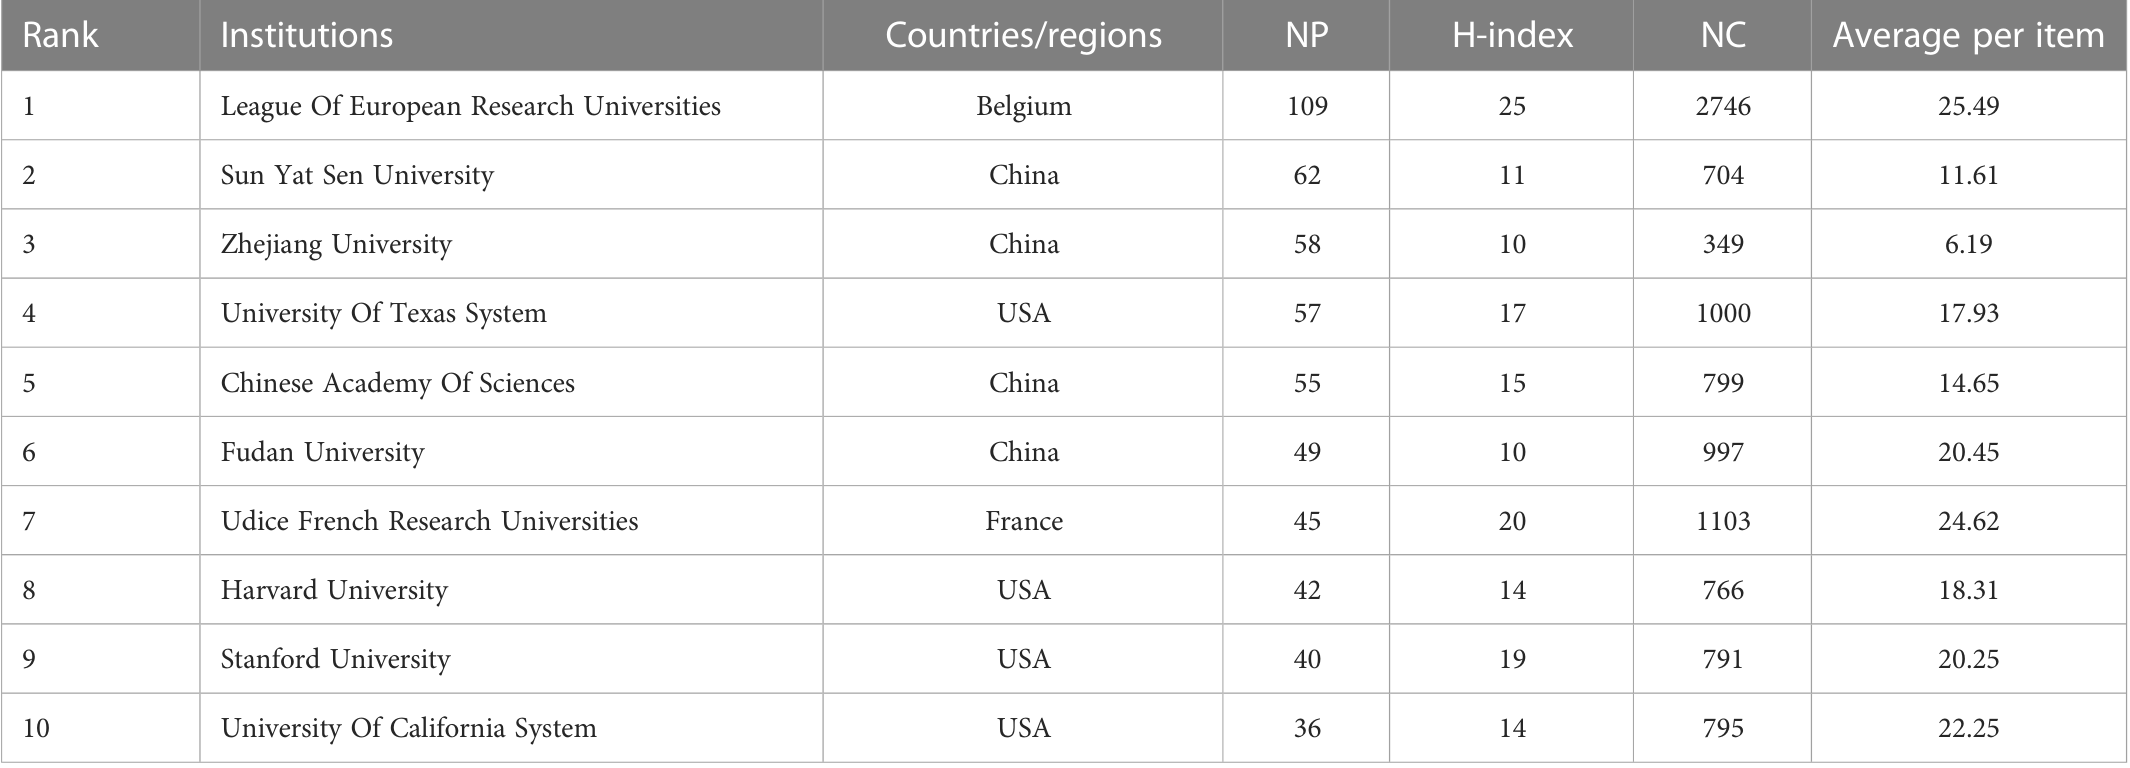 Rank Institutions Countries/regions NP H-index NC Average per item
1 League Of European Research Universities Belgium 109 25 2746 25.49
2 Sun Yat Sen University China 62 11 704 11.61
3 Zhejiang University China 58 10 349 6.19
4 University Of Texas System USA 57 17 1000 17.93
5 Chinese Academy Of Sciences China 55 15 799 14.65
6 Fudan University China 49 10 997 20.45
7 Udice French Research Universities France 45 20 1103 24.62
8 Harvard University USA 42 14 766 18.31
9 Stanford University USA 40 19 791 20.25
10 University Of California System USA 36 14 795 22.25